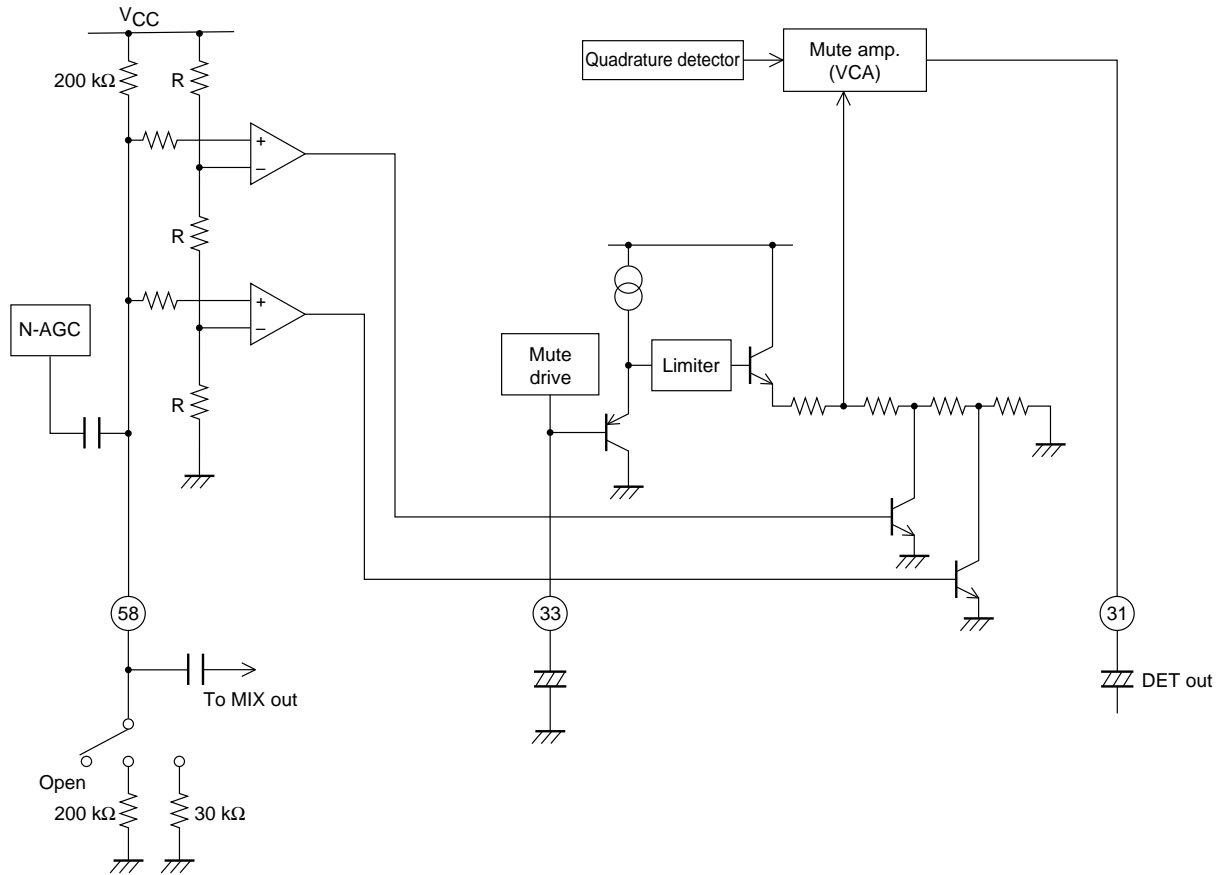 VCC
200 kΩ
R
+
−
R
+
−
R
N-AGC
58
To MIX out
Open
200 kΩ
30 kΩ
Quadrature detector
Mute amp.
(VCA)
Mute
drive
Limiter
33
31
DET out